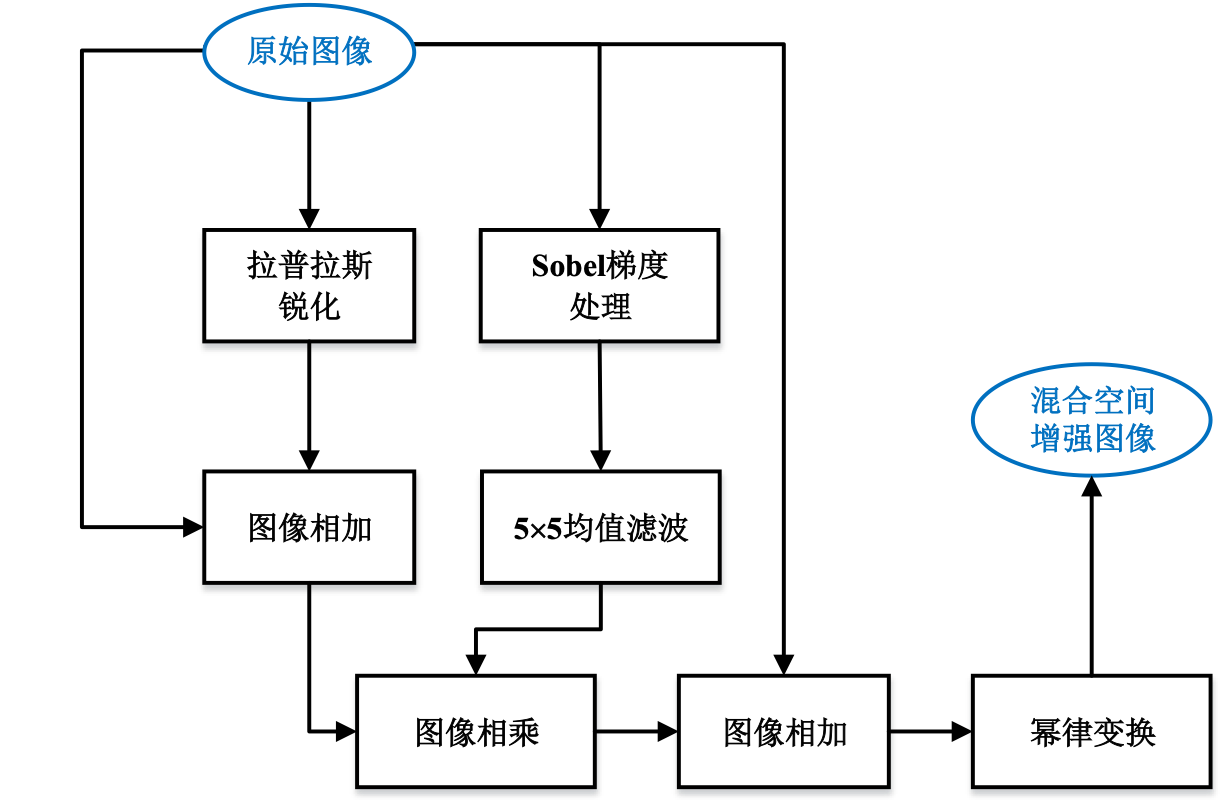 原始图像
拉普拉斯
锐化
Sobel梯度
处理
混合空间
增强图像
图像相加
5×5均值滤波
图像相乘
图像相加
幂律变换